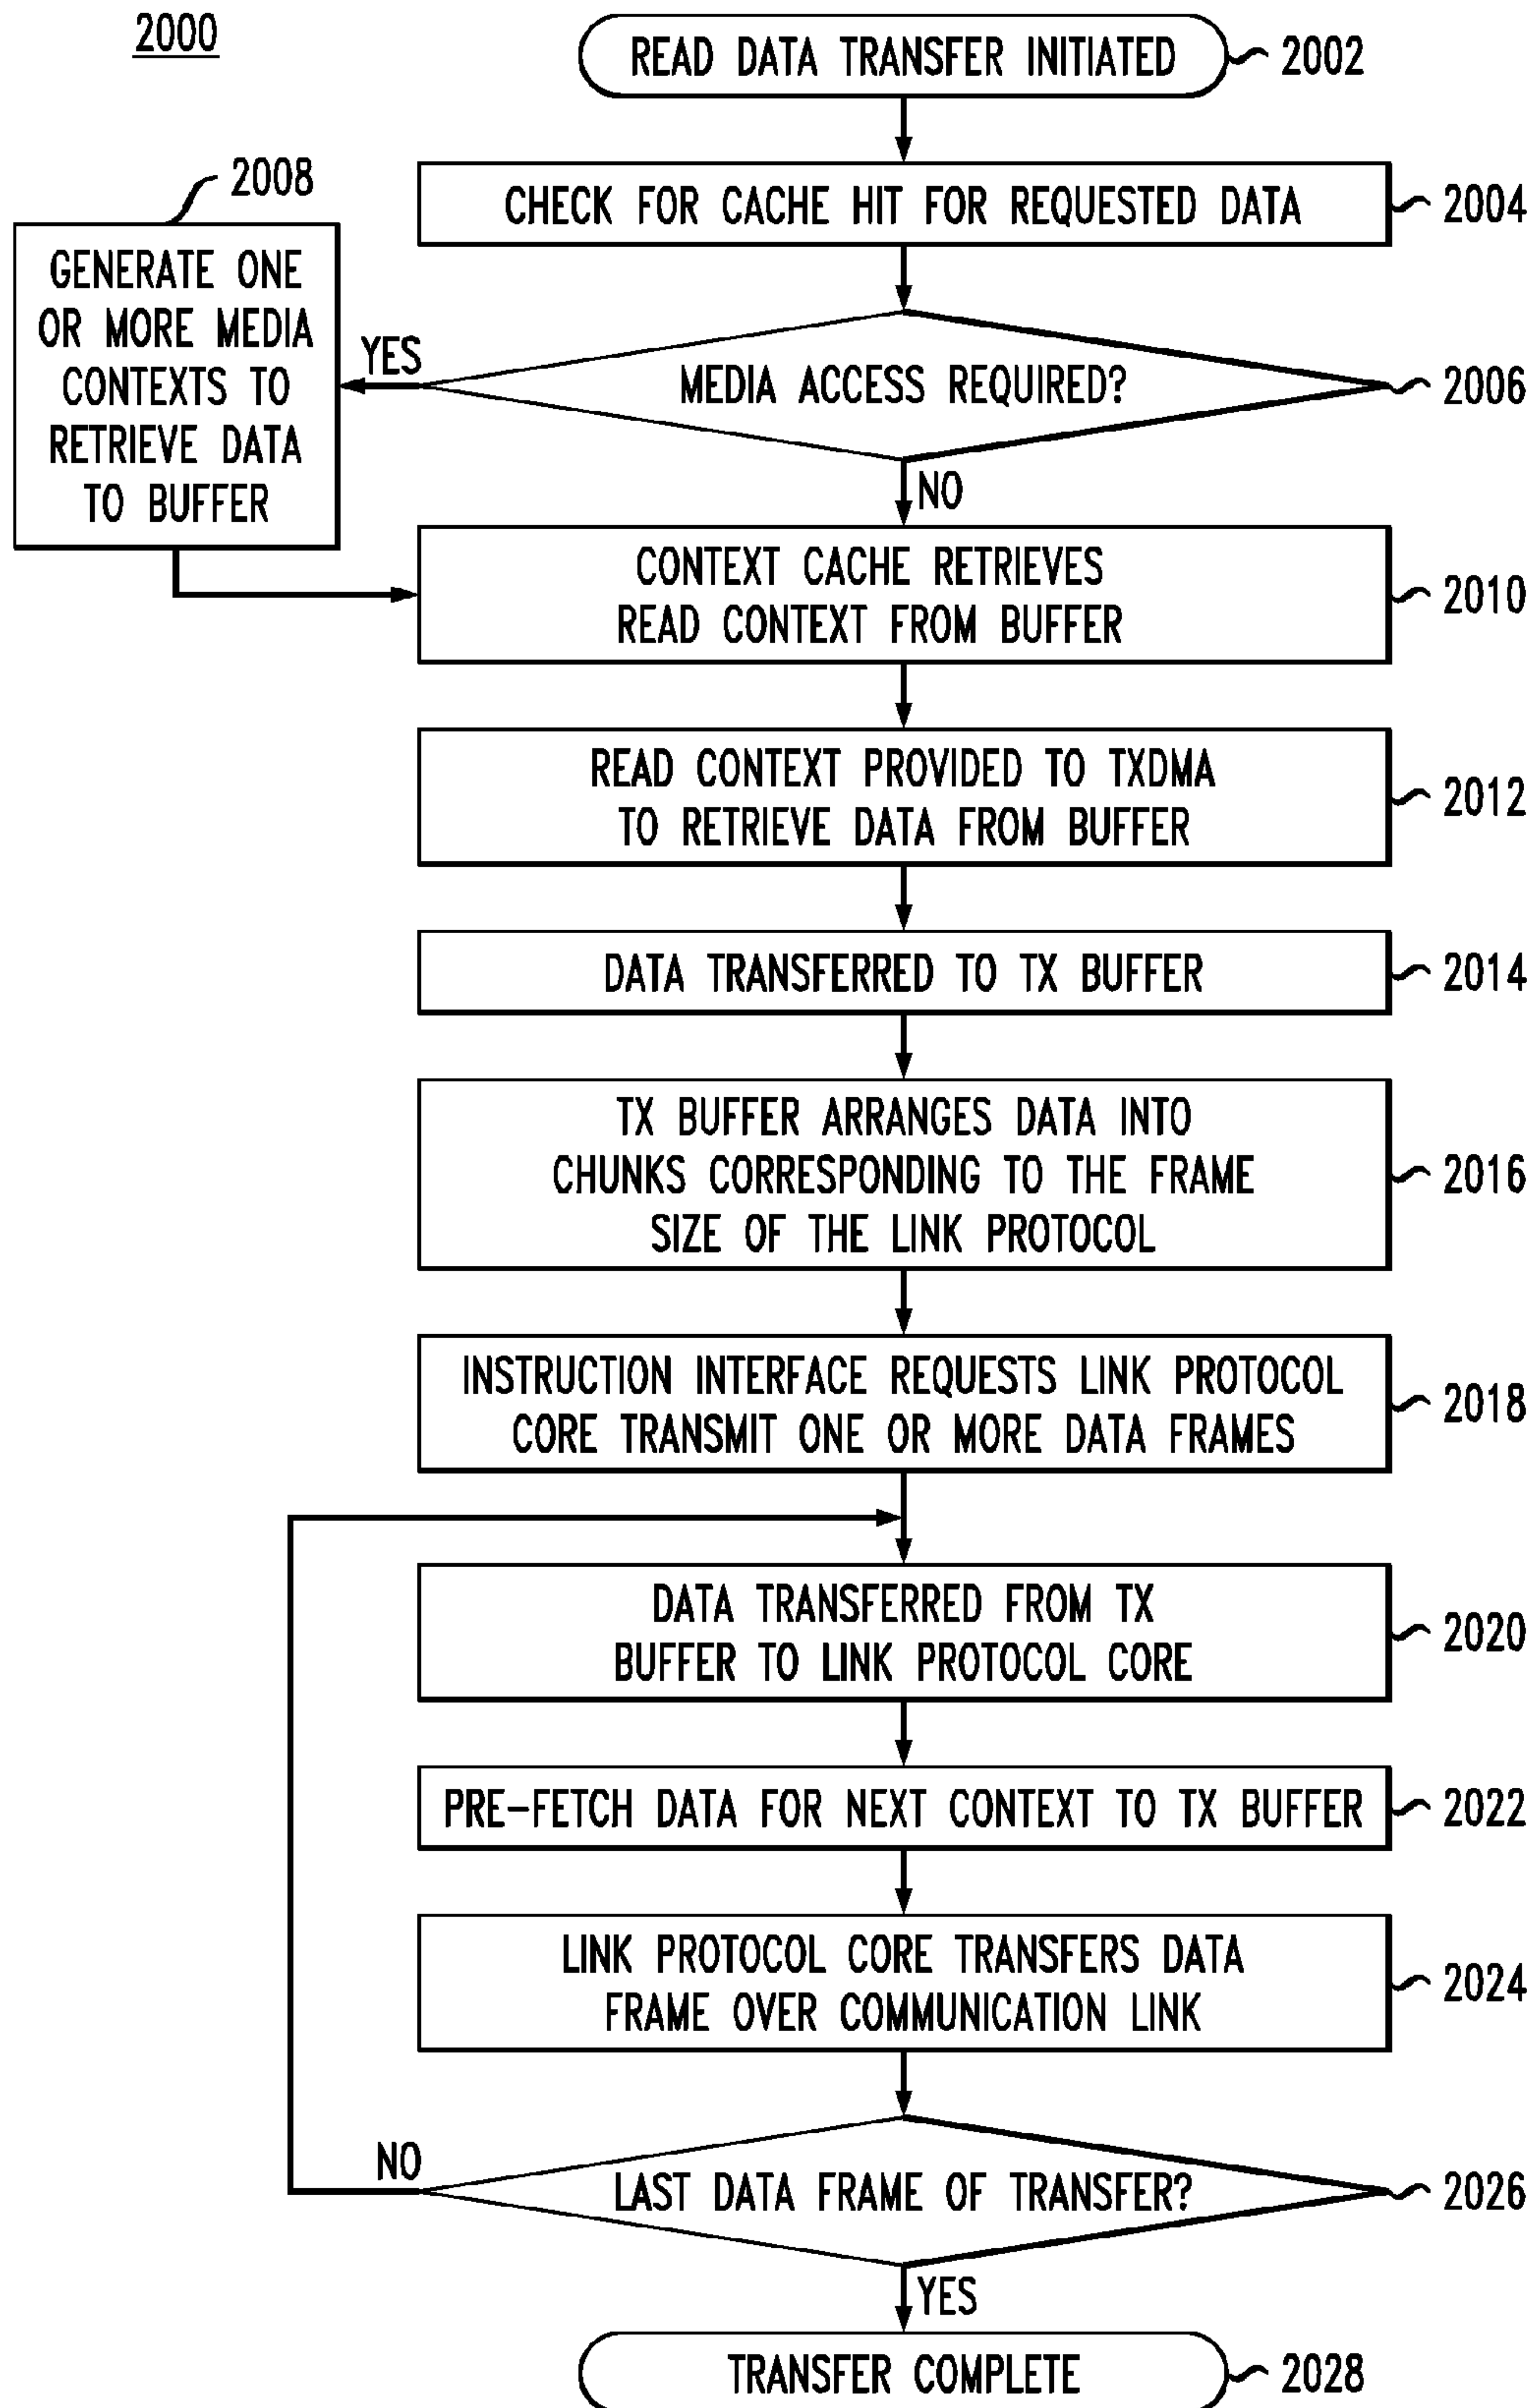 2000
READ DATA TRANSFER INITIATED
2002
CHECK FOR CACHE HIT FOR REQUESTED DATA
2004
2008
GENERATE ONE
OR MORE MEDIA
CONTEXTS TO
RETRIEVE DATA
TO BUFFER
YES
MEDIA ACCESS REQUIRED?
2006
NO
CONTEXT CACHE RETRIEVES
READ CONTEXT FROM BUFFER
2010
READ CONTEXT PROVIDED TO TXDMA
TO RETRIEVE DATA FROM BUFFER
2012
DATA TRANSFERRED TO TX BUFFER
2014
TX BUFFER ARRANGES DATA INTO
CHUNKS CORRESPONDING TO THE FRAME
SIZE OF THE LINK PROTOCOL
2016
INSTRUCTION INTERFACE REQUESTS LINK PROTOCOL
CORE TRANSMIT ONE OR MORE DATA FRAMES
2018
DATA TRANSFERRED FROM TX
BUFFER TO LINK PROTOCOL CORE
2020
PRE-FETCH DATA FOR NEXT CONTEXT TO TX BUFFER
2022
LINK PROTOCOL CORE TRANSFERS DATA
FRAME OVER COMMUNICATION LINK
2024
NO
LAST DATA FRAME OF TRANSFER?
2026
YES
TRANSFER COMPLETE
2028